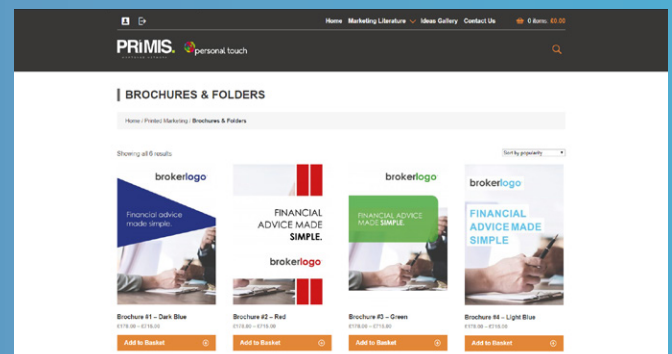 Home Marketing Literature Ideas Gallery Contact Us 0 items £0.00
PRIMIS. personal touch
BROCHURES & FOLDERS
Home / Printed Marketing / Brochures & Folders
Showing all 6 results
Sort by popularity
brokerlogo
Financial advice
made simple.
FINANCIAL
ADVICE MADE
SIMPLE.
brokerlogo
brokerlogo
FINANCIAL ADVICE
MADE SIMPLE.
brokerlogo
FINANCIAL
ADVICE MADE
SIMPLE
Brochure #1 – Dark Blue
Brochure #2 – Red
Brochure #3 – Green
Brochure #4 – Light Blue
Add to Basket
Add to Basket
Add to Basket
Add to Basket